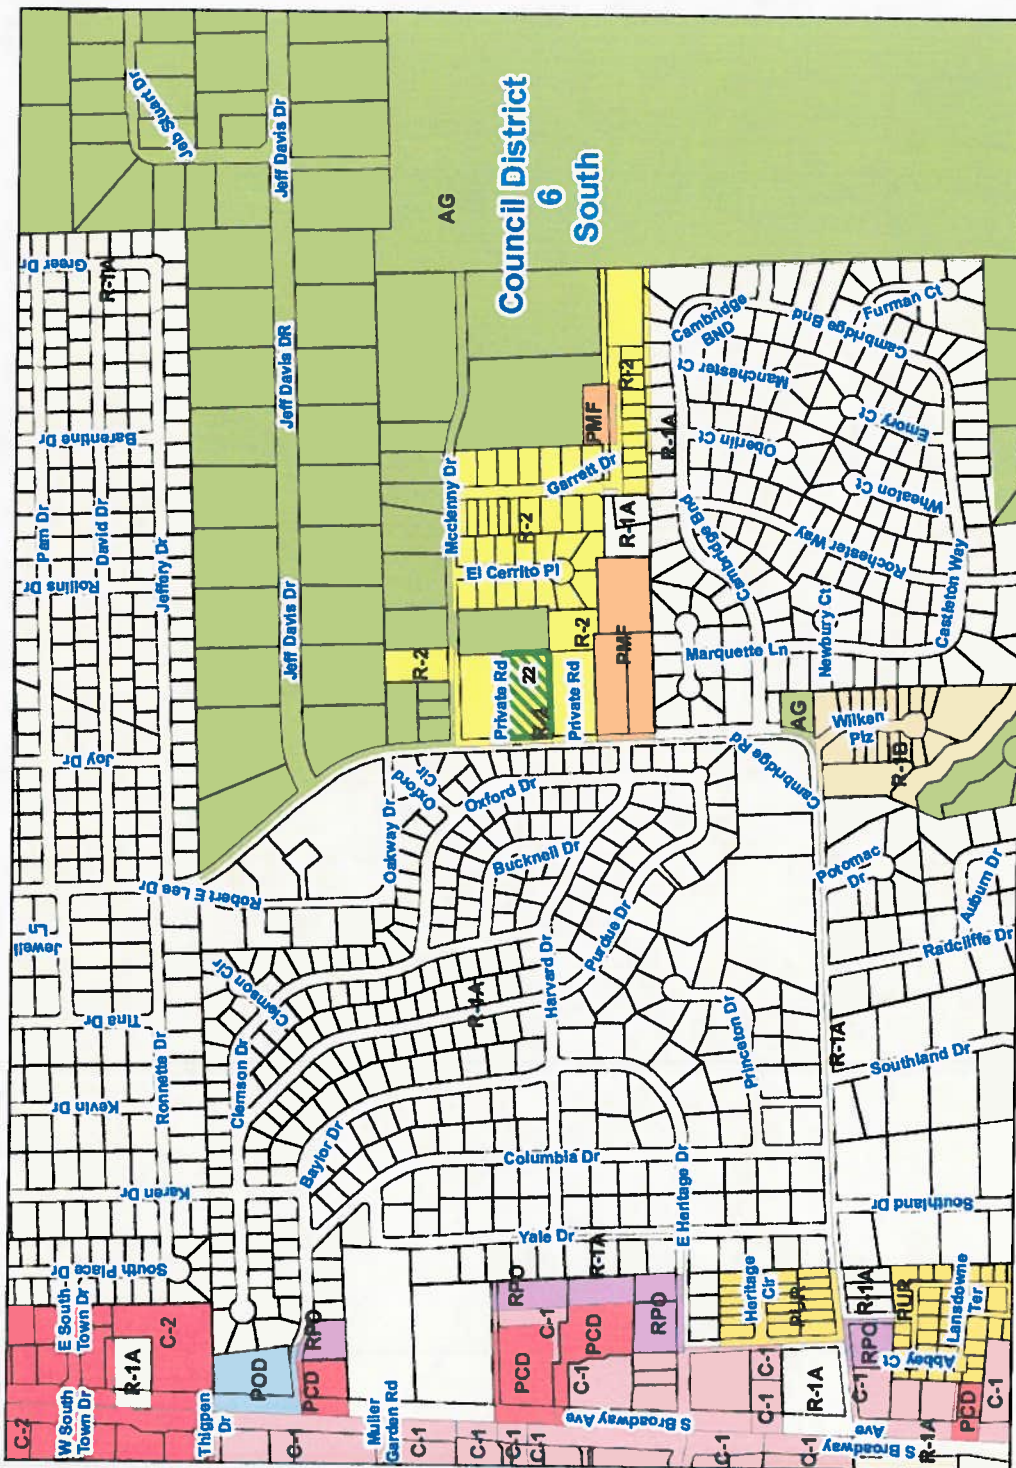 Jeb Stuart Dr
Jeff Davis Dr
AG
Council District
6
South
Greer Dr
R-1A
Jeff Davis DR
Cambridge
BND
Cambridge Bnd
Furman Ct
Manchester Ct
Emory Ct
Oberlin Ct
Wheaton Ct
R-1A
R-2
PMF
Barentine Dr
Pam Dr
David Dr
Rollins Dr
Jeffery Dr
Mcclenny Dr
Garrett Dr
R-2
R-1A
El Cerrito Pl
Cambridge Bnd
Rochester Way
Castleton Way
Newbury Ct
Marquette Ln
Jeff Davis Dr
R-2
R-2
PMF
Private Rd
22
R-2
Private Rd
AG
Wilken
Plz
R-1B
Joy Dr
Cambridge Rd
Oxford
Cir
Oxford Dr
Oakway Dr
Bucknell Dr
Robert E Lee Dr
Potomac
Dr
Auburn Dr
Radcliffe Dr
Purdue Dr
Harvard Dr
Jewell
Ln
Clemson Cir
R-1A
Tina Dr
Ronnette Dr
Clemson Dr
Princeton Dr
R-1A
Southland Dr
Kevin Dr
Baylor Dr
Columbia Dr
E Heritage Dr
Karen Dr
Yale Dr
Southland Dr
South Place Dr
R-1A
Heritage
Cir
PUR
R-1A
PUR
Lansdowne
Ter
E South
Town Dr
C-2
RPO
RPO
C-1
PCD
RPO
RPO
Abbey Ct
R-1A
POD
PCD
PCD
C-1
C-1
C-1
R-1A
C-1
PCD
C-1
C-2
W South
Town Dr
Thigpen
Dr
C-1
Muller
Garden Rd
C-1
C-1
C-1
C-1
S Broadway Ave
C-1
S Broadway
Ave
R-1A